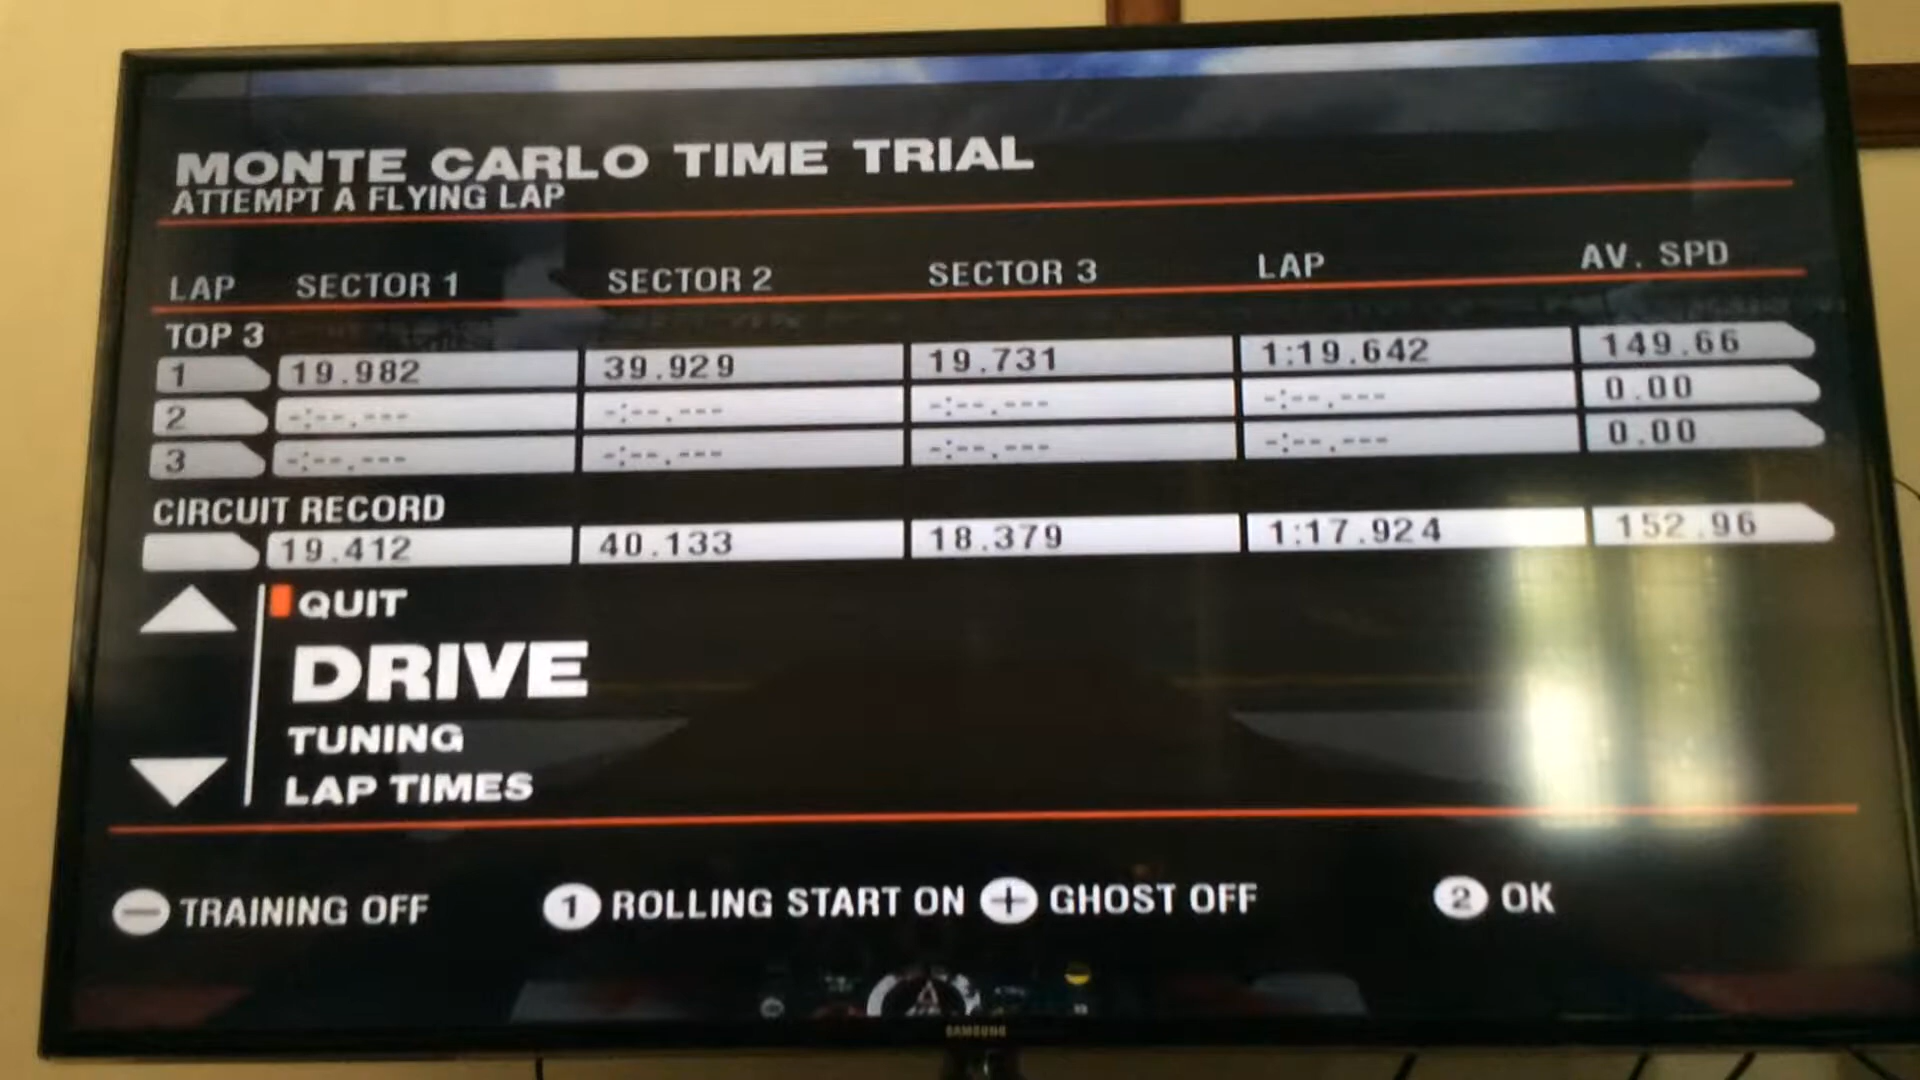 MONTE CARLO TIME TRIAL
ATTEMPT A FLYING LAP
LAP SECTOR 1 SECTOR 2 SECTOR 3 LAP AV. SPD
TOP 3
1 19.982 39.929 19.731 1:19.642 149.66
2 -:--.--- -:--.--- -:--.--- -:--.--- 0.00
3 -:--.--- -:--.--- -:--.--- -:--.--- 0.00
CIRCUIT RECORD
19.412 40.133 18.379 1:17.924 152.96
QUIT
DRIVE
TUNING
LAP TIMES
TRAINING OFF 1 ROLLING START ON + GHOST OFF 2 OK
SAMSUNG